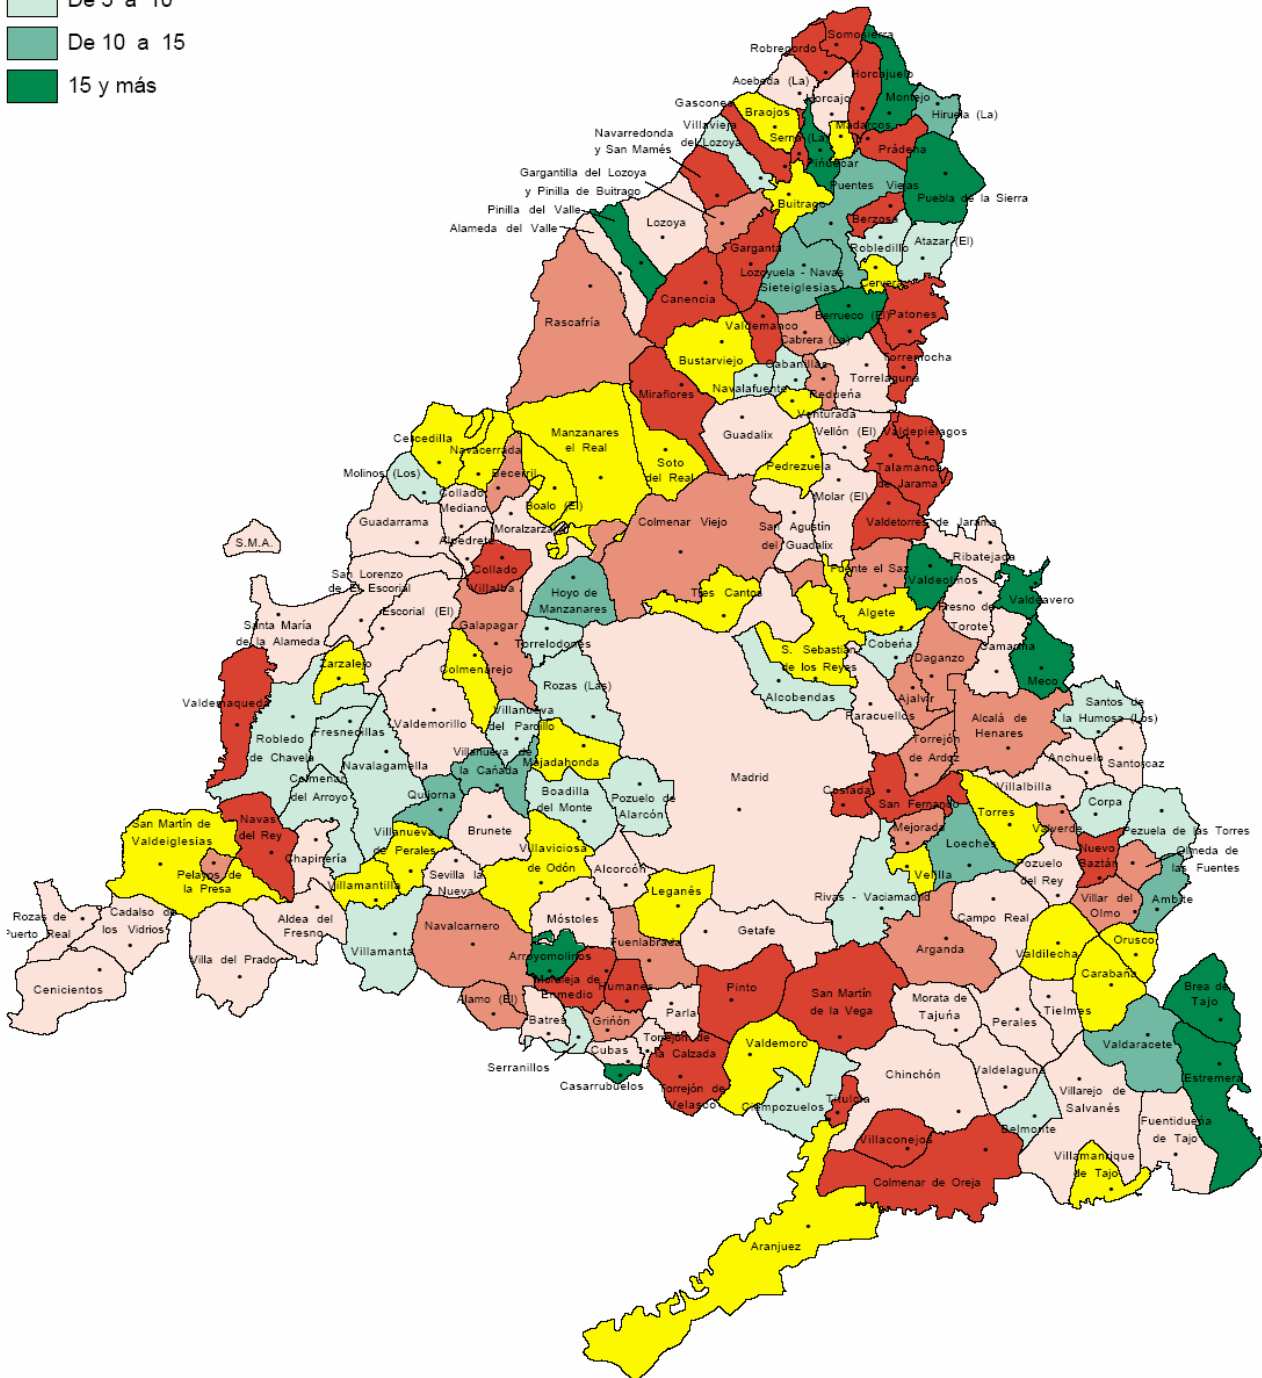 De 5 a 10
De 10 a 15
15 y más
Robregordo
Somosierra
Acebeda (La)
Horcajuelo
Horcajo
Montejo
Gascones
Braojos
Hiruela (La)
Villavieja
del Lozoya
Serna (La)
Madarcos
Prádena
Navarredonda
y San Mamés
Piñuécar
Gargantilla del Lozoya
y Pinilla de Buitrago
Puentes Viejas
Puebla de la Sierra
Buitrago
Pinilla del Valle
Alameda del Valle
Lozoya
Berzosa
Robledillo
Atazar (El)
Garganta
Lozoyuela - Navas
Sieteiglesias
Cervera
Canencia
Berrueco (El)
Patones
Rascafría
Valdemanco
Cabrera (La)
Bustarviejo
Cabanillas
Navalafuente
Torremocha
Torrelaguna
Redueña
Miraflores
Venturada
Guadalix
Vellón (El)
Valdepiélagos
Cercedilla
Navacerrada
Manzanares
el Real
Soto
del Real
Pedrezuela
Talamanca
de Jarama
Molinos (Los)
Becerril
Collado
Mediano
Boalo (El)
Molar (El)
Guadarrama
Moralzarzal
Colmenar Viejo
San Agustín
del Guadalix
Valdetorres de Jarama
S.M.A.
Alpedrete
Ribatejada
Collado
Villalba
San Lorenzo
de El Escorial
Hoyo de
Manzanares
Tres Cantos
Fuente el Saz
Valdeolmos
Valdeavero
Escorial (El)
Algete
Fresno de
Torote
Santa María
de la Alameda
Galapagar
Torrelodones
Cobeña
Camarma
S. Sebastián
de los Reyes
Daganzo
Zarzalejo
Colmenarejo
Meco
Rozas (Las)
Alcobendas
Ajalvir
Valdemaqueda
Valdemorillo
Villanueva
del Pardillo
Paracuellos
Santos de
la Humosa (Los)
Fresnedillas
Alcalá de
Henares
Robledo
de Chavela
Villanueva de
la Cañada
Majadahonda
Torrejón
de Ardoz
Anchuelo
Santorcaz
Navalagamella
Colmenar
del Arroyo
Madrid
Villalbilla
Quijorna
Boadilla
del Monte
Pozuelo de
Alarcón
Coslada
San Fernando
Corpa
San Martín de
Valdeiglesias
Navas
del Rey
Brunete
Torres
Villanueva
de Perales
Mejorada
Valverde
Pezuela de las Torres
Loeches
Nuevo
Baztán
Olmeda de
las Fuentes
Chapinería
Villaviciosa
de Odón
Pelayos de
la Presa
Sevilla la
Nueva
Alcorcón
Velilla
Pozuelo
del Rey
Villamantilla
Leganés
Rivas - Vaciamadrid
Villar del
Olmo
Ambite
Rozas de
Puerto Real
Cadalso de
los Vidrios
Aldea del
Fresno
Móstoles
Campo Real
Navalcarnero
Getafe
Villamanta
Fuenlabrada
Arganda
Orusco
Valdilecha
Villa del Prado
Arroyomolinos
Carabaña
Cenicientos
Moraleja de
Enmedio
Humanes
Pinto
San Martín
de la Vega
Brea de
Tajo
Álamo (El)
Morata de
Tajuña
Tielmes
Batres
Griñón
Parla
Perales
Valdaracete
Torrejón de
la Calzada
Valdemoro
Cubas
Serranillos
Casarrubuelos
Chinchón
Valdelaguna
Estremera
Torrejón de
Velasco
Villarejo de
Salvanés
Ciempozuelos
Titulcia
Fuentidueña
de Tajo
Belmonte
Villaconejos
Villamanrique
de Tajo
Colmenar de Oreja
Aranjuez